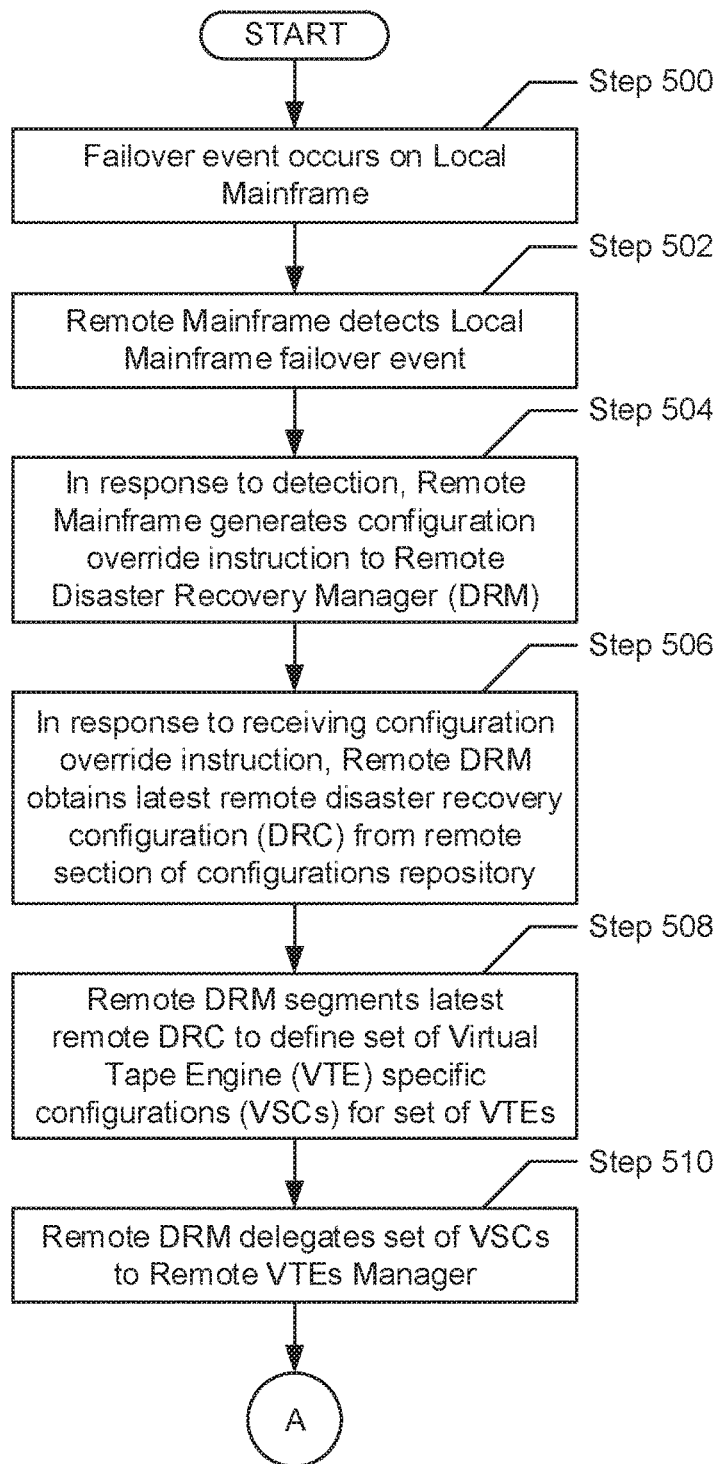 START
Step 500
Failover event occurs on Local
Mainframe
Step 502
Remote Mainframe detects Local
Mainframe failover event
Step 504
In response to detection, Remote
Mainframe generates configuration
override instruction to Remote
Disaster Recovery Manager (DRM)
Step 506
In response to receiving configuration
override instruction, Remote DRM
obtains latest remote disaster recovery
configuration (DRC) from remote
section of configurations repository
Step 508
Remote DRM segments latest
remote DRC to define set of Virtual
Tape Engine (VTE) specific
configurations (VSCs) for set of VTEs
Step 510
Remote DRM delegates set of VSCs
to Remote VTEs Manager
A